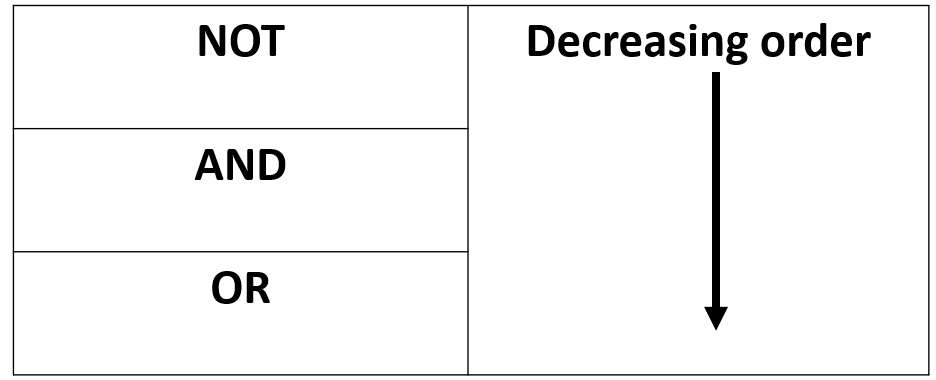 NOT
Decreasing order
AND
OR